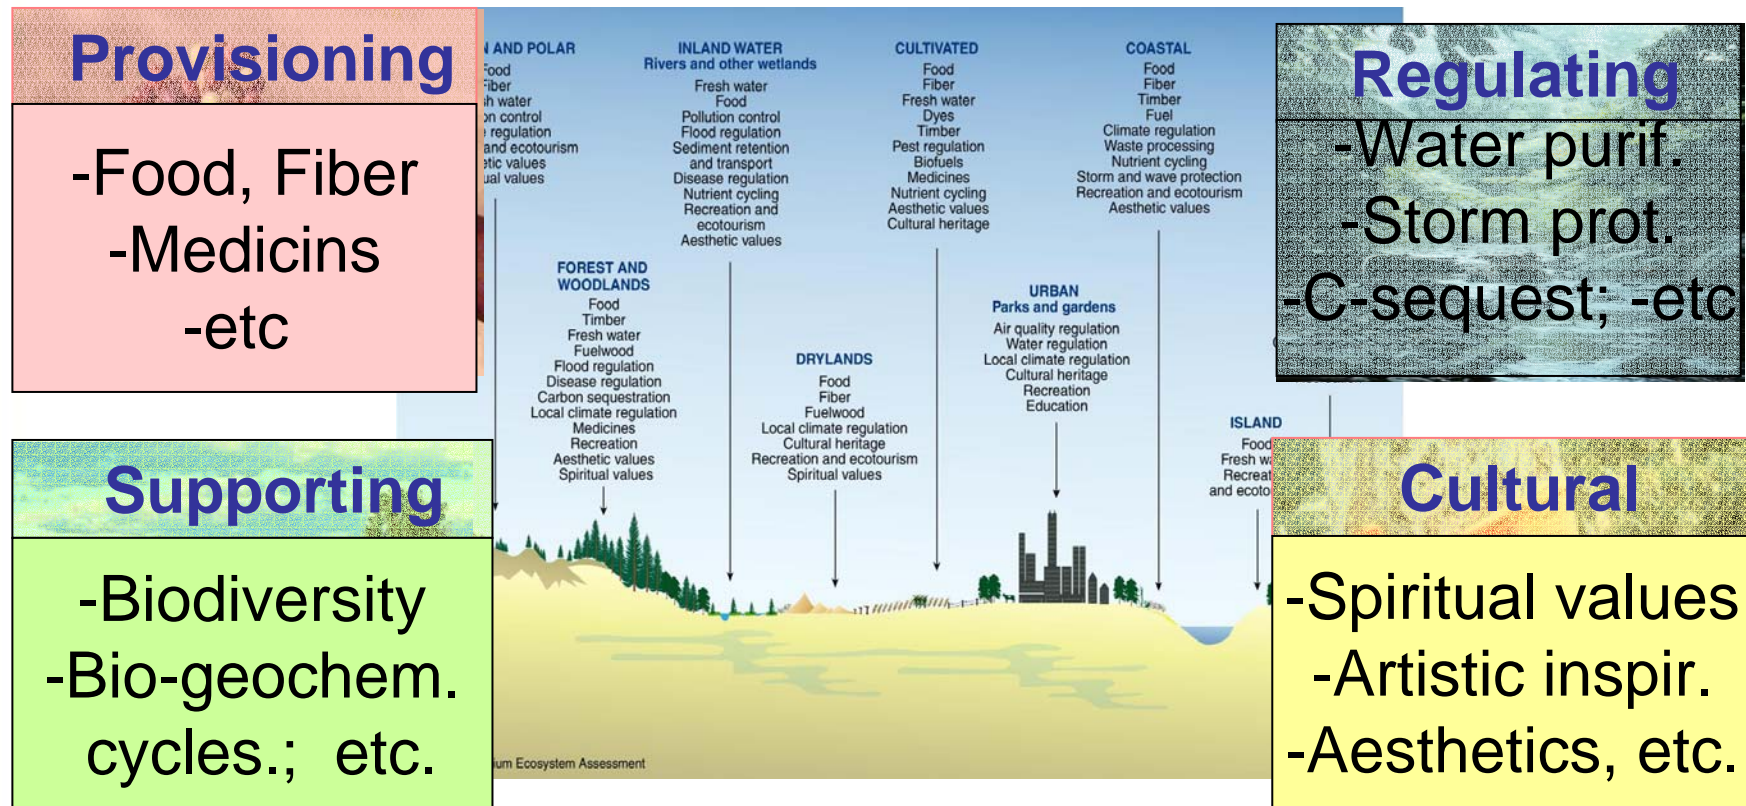 Provisioning
-Food, Fiber
-Medicins
-etc
N AND POLAR
Food
Fiber
sh water
on control
regulation
and ecotourism
etic values
ual values
INLAND WATER
Rivers and other wetlands
Fresh water
Food
Pollution control
Flood regulation
Sediment retention
and transport
Disease regulation
Nutrient cycling
Recreation and
ecotourism
Aesthetic values
CULTIVATED
Food
Fiber
Fresh water
Dyes
Timber
Pest regulation
Biofuels
Medicines
Nutrient cycling
Aesthetic values
Cultural heritage
COASTAL
Food
Fiber
Timber
Fuel
Climate regulation
Waste processing
Nutrient cycling
Storm and wave protection
Recreation and ecotourism
Aesthetic values
Regulating
-Water purif.
-Storm prot.
-C-sequest; -etc
FOREST AND
WOODLANDS
Food
Timber
Fresh water
Fuelwood
Flood regulation
Disease regulation
Carbon sequestration
Local climate regulation
Medicines
Recreation
Aesthetic values
Spiritual values
DRYLANDS
Food
Fiber
Fuelwood
Local climate regulation
Cultural heritage
Recreation and ecotourism
Spiritual values
URBAN
Parks and gardens
Air quality regulation
Water regulation
Local climate regulation
Cultural heritage
Recreation
Education
ISLAND
Food
Fresh wa
Recreat
and ecoto
Supporting
-Biodiversity
-Bio-geochem.
cycles.; etc.
Cultural
-Spiritual values
-Artistic inspir.
-Aesthetics, etc.
ium Ecosystem Assessment